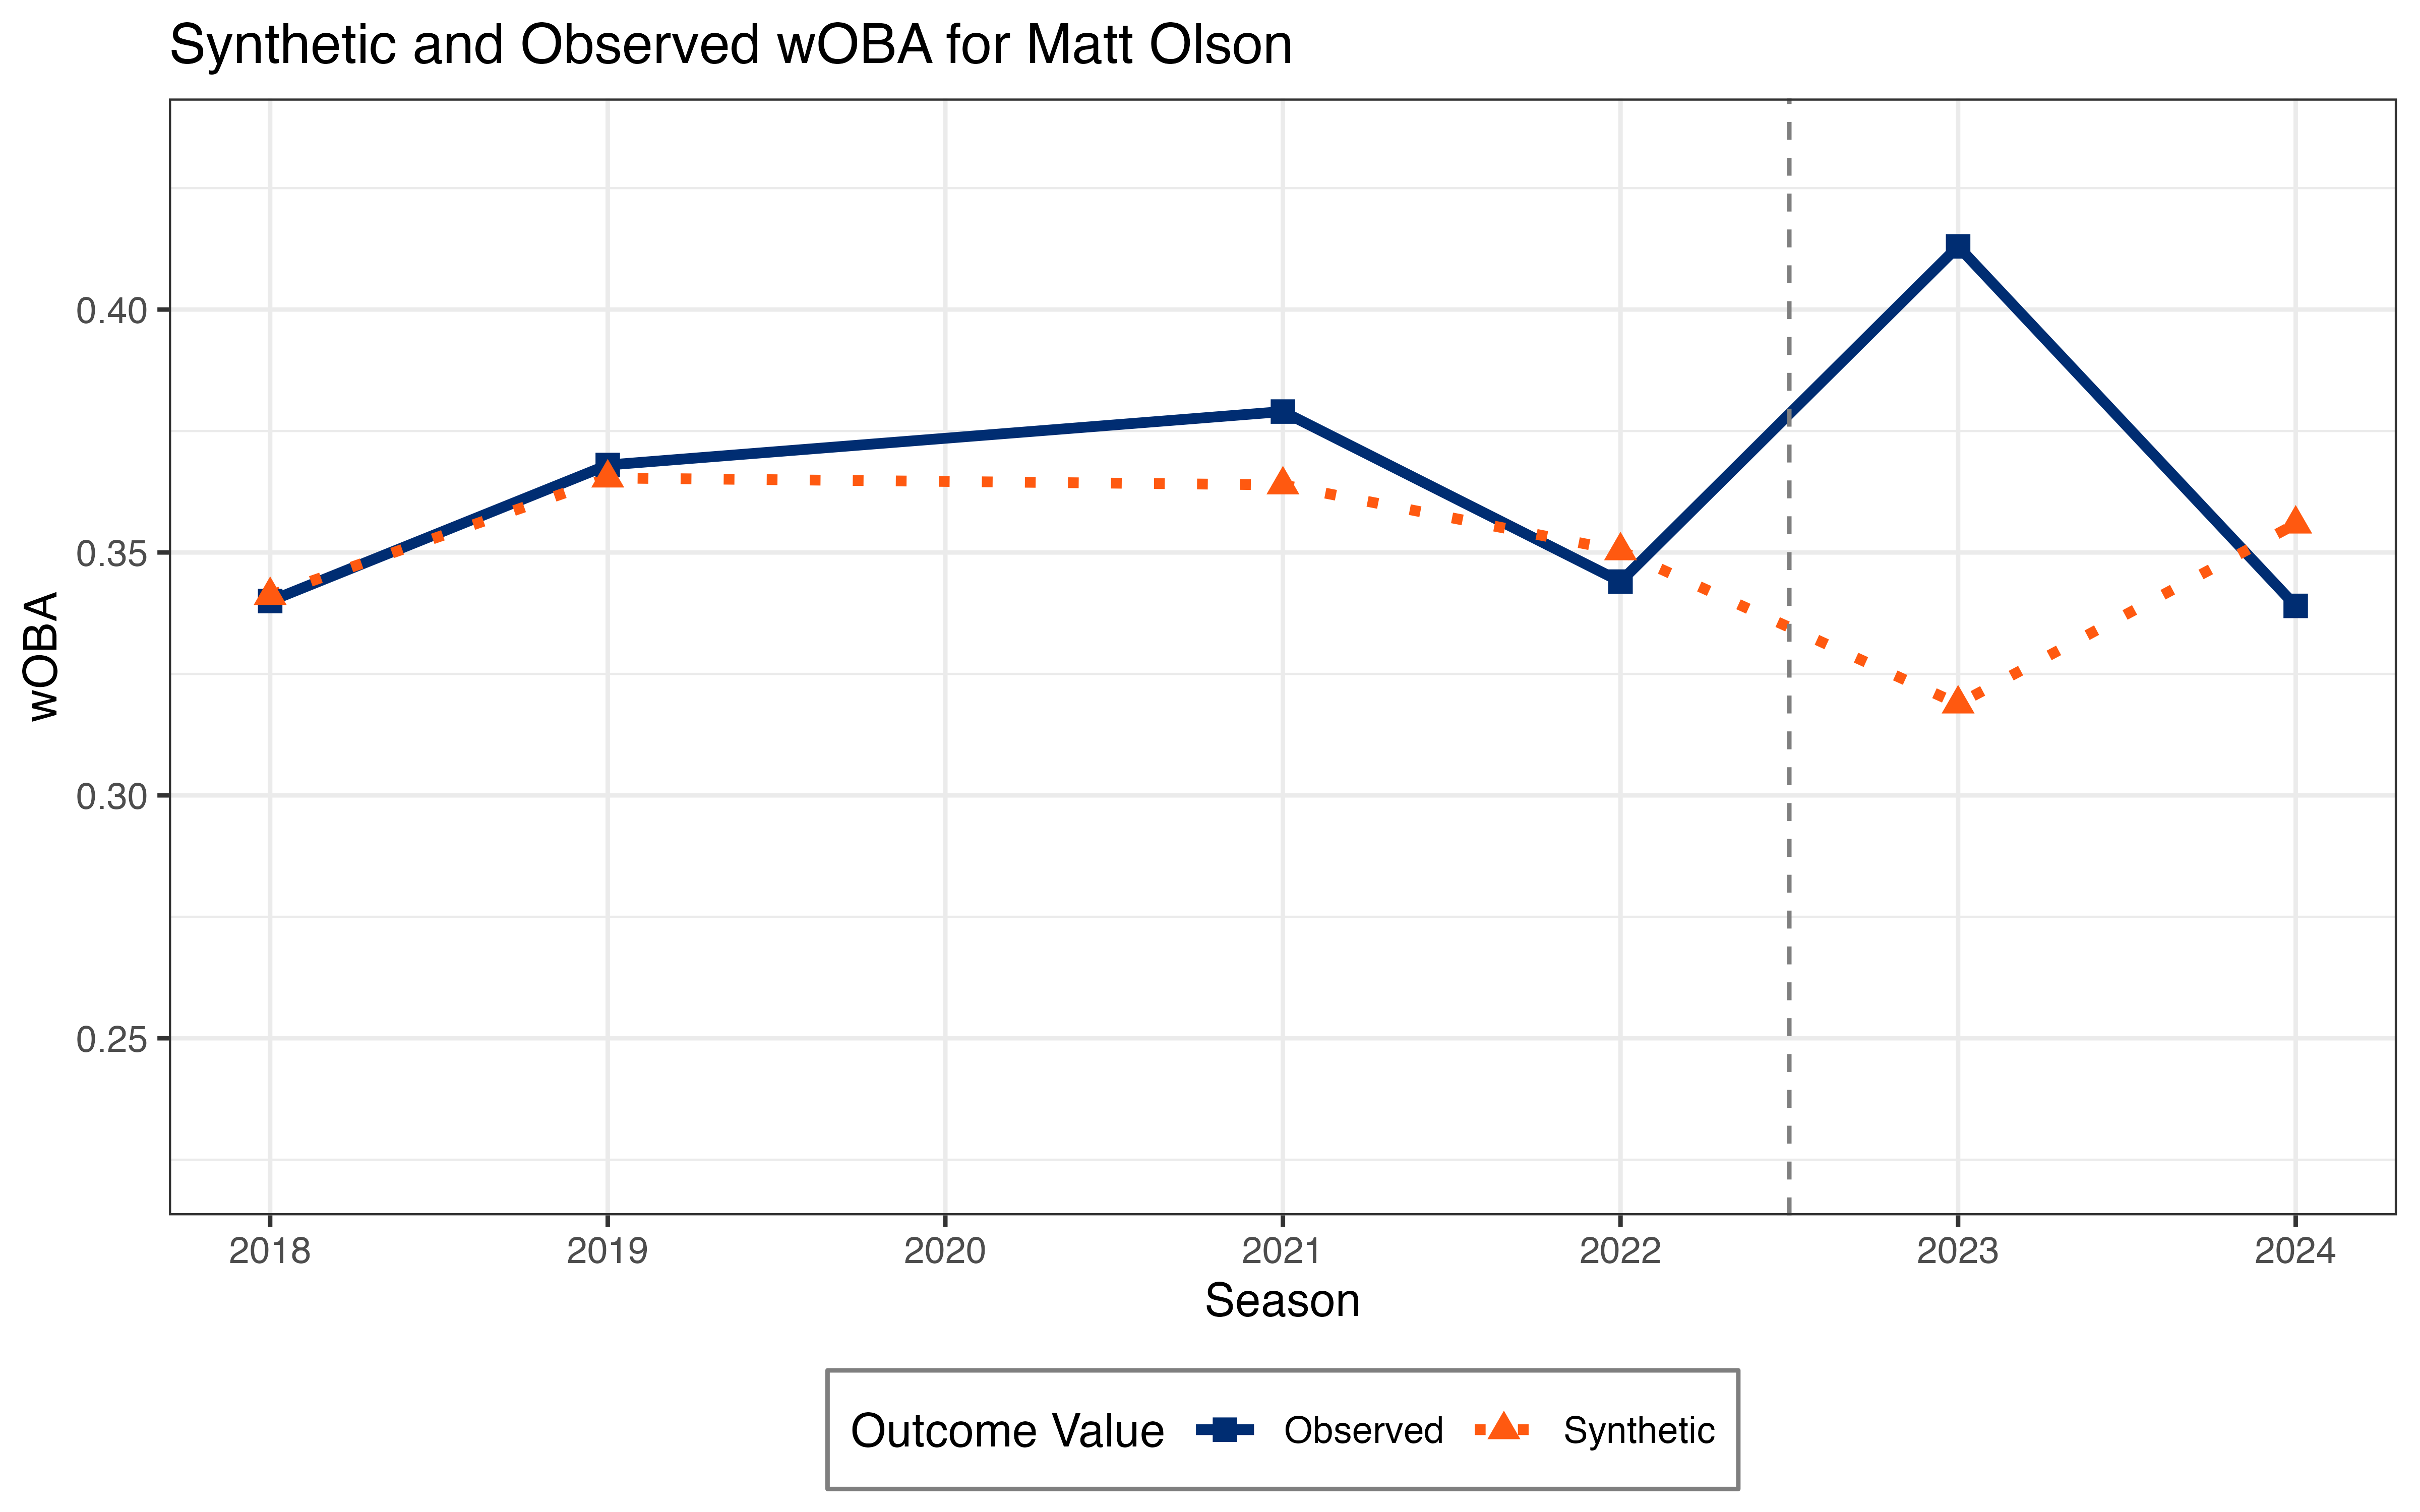 Synthetic and Observed wOBA for Matt Olson
wOBA
0.40
0.35
0.30
0.25
2018 2019 2020 2021 2022 2023 2024
Season
Outcome Value Observed Synthetic